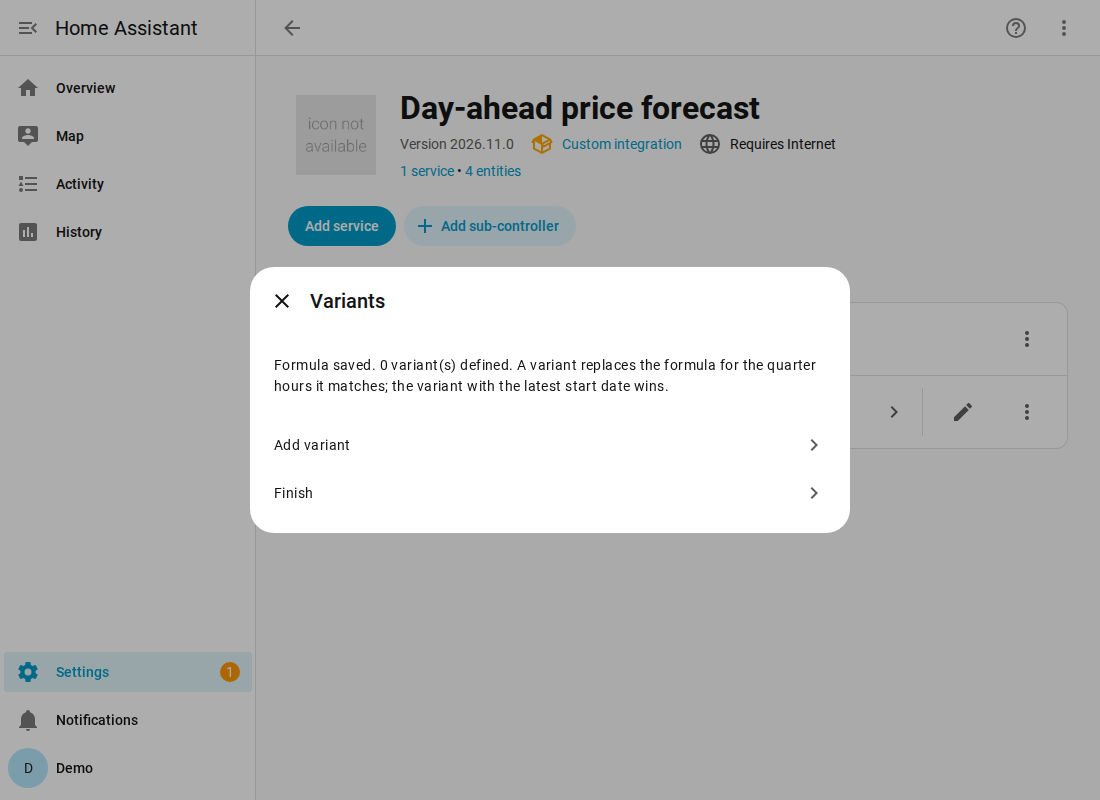 Home Assistant
Overview
Map
Activity
History
Settings
1
Notifications
D
Demo
icon not
available
Day-ahead price forecast
Version 2026.11.0
Custom integration
Requires Internet
1 service • 4 entities
Add service
Add sub-controller
Variants
Formula saved. 0 variant(s) defined. A variant replaces the formula for the quarter
hours it matches; the variant with the latest start date wins.
Add variant
Finish